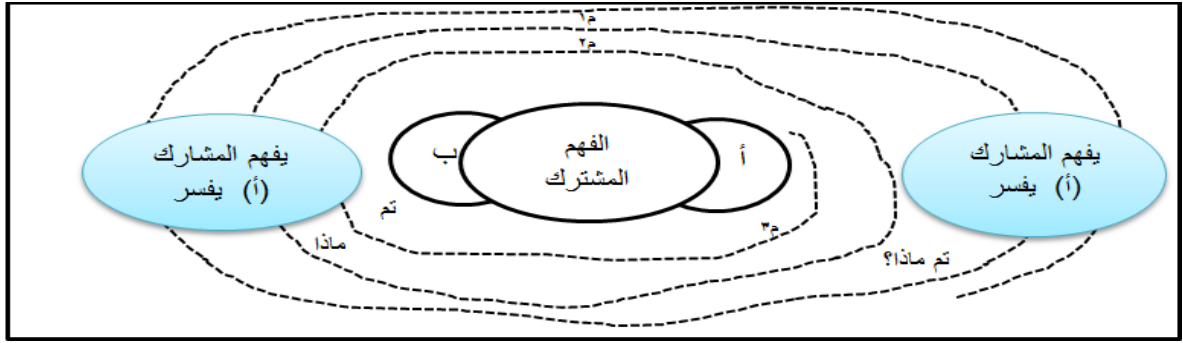 م١
م٢
يفهم المشارك
(أ) يفسر
أ
الفهم
المشترك
ب
يفهم المشارك
(أ) يفسر
م٣
تم
ماذا
تم ماذا؟